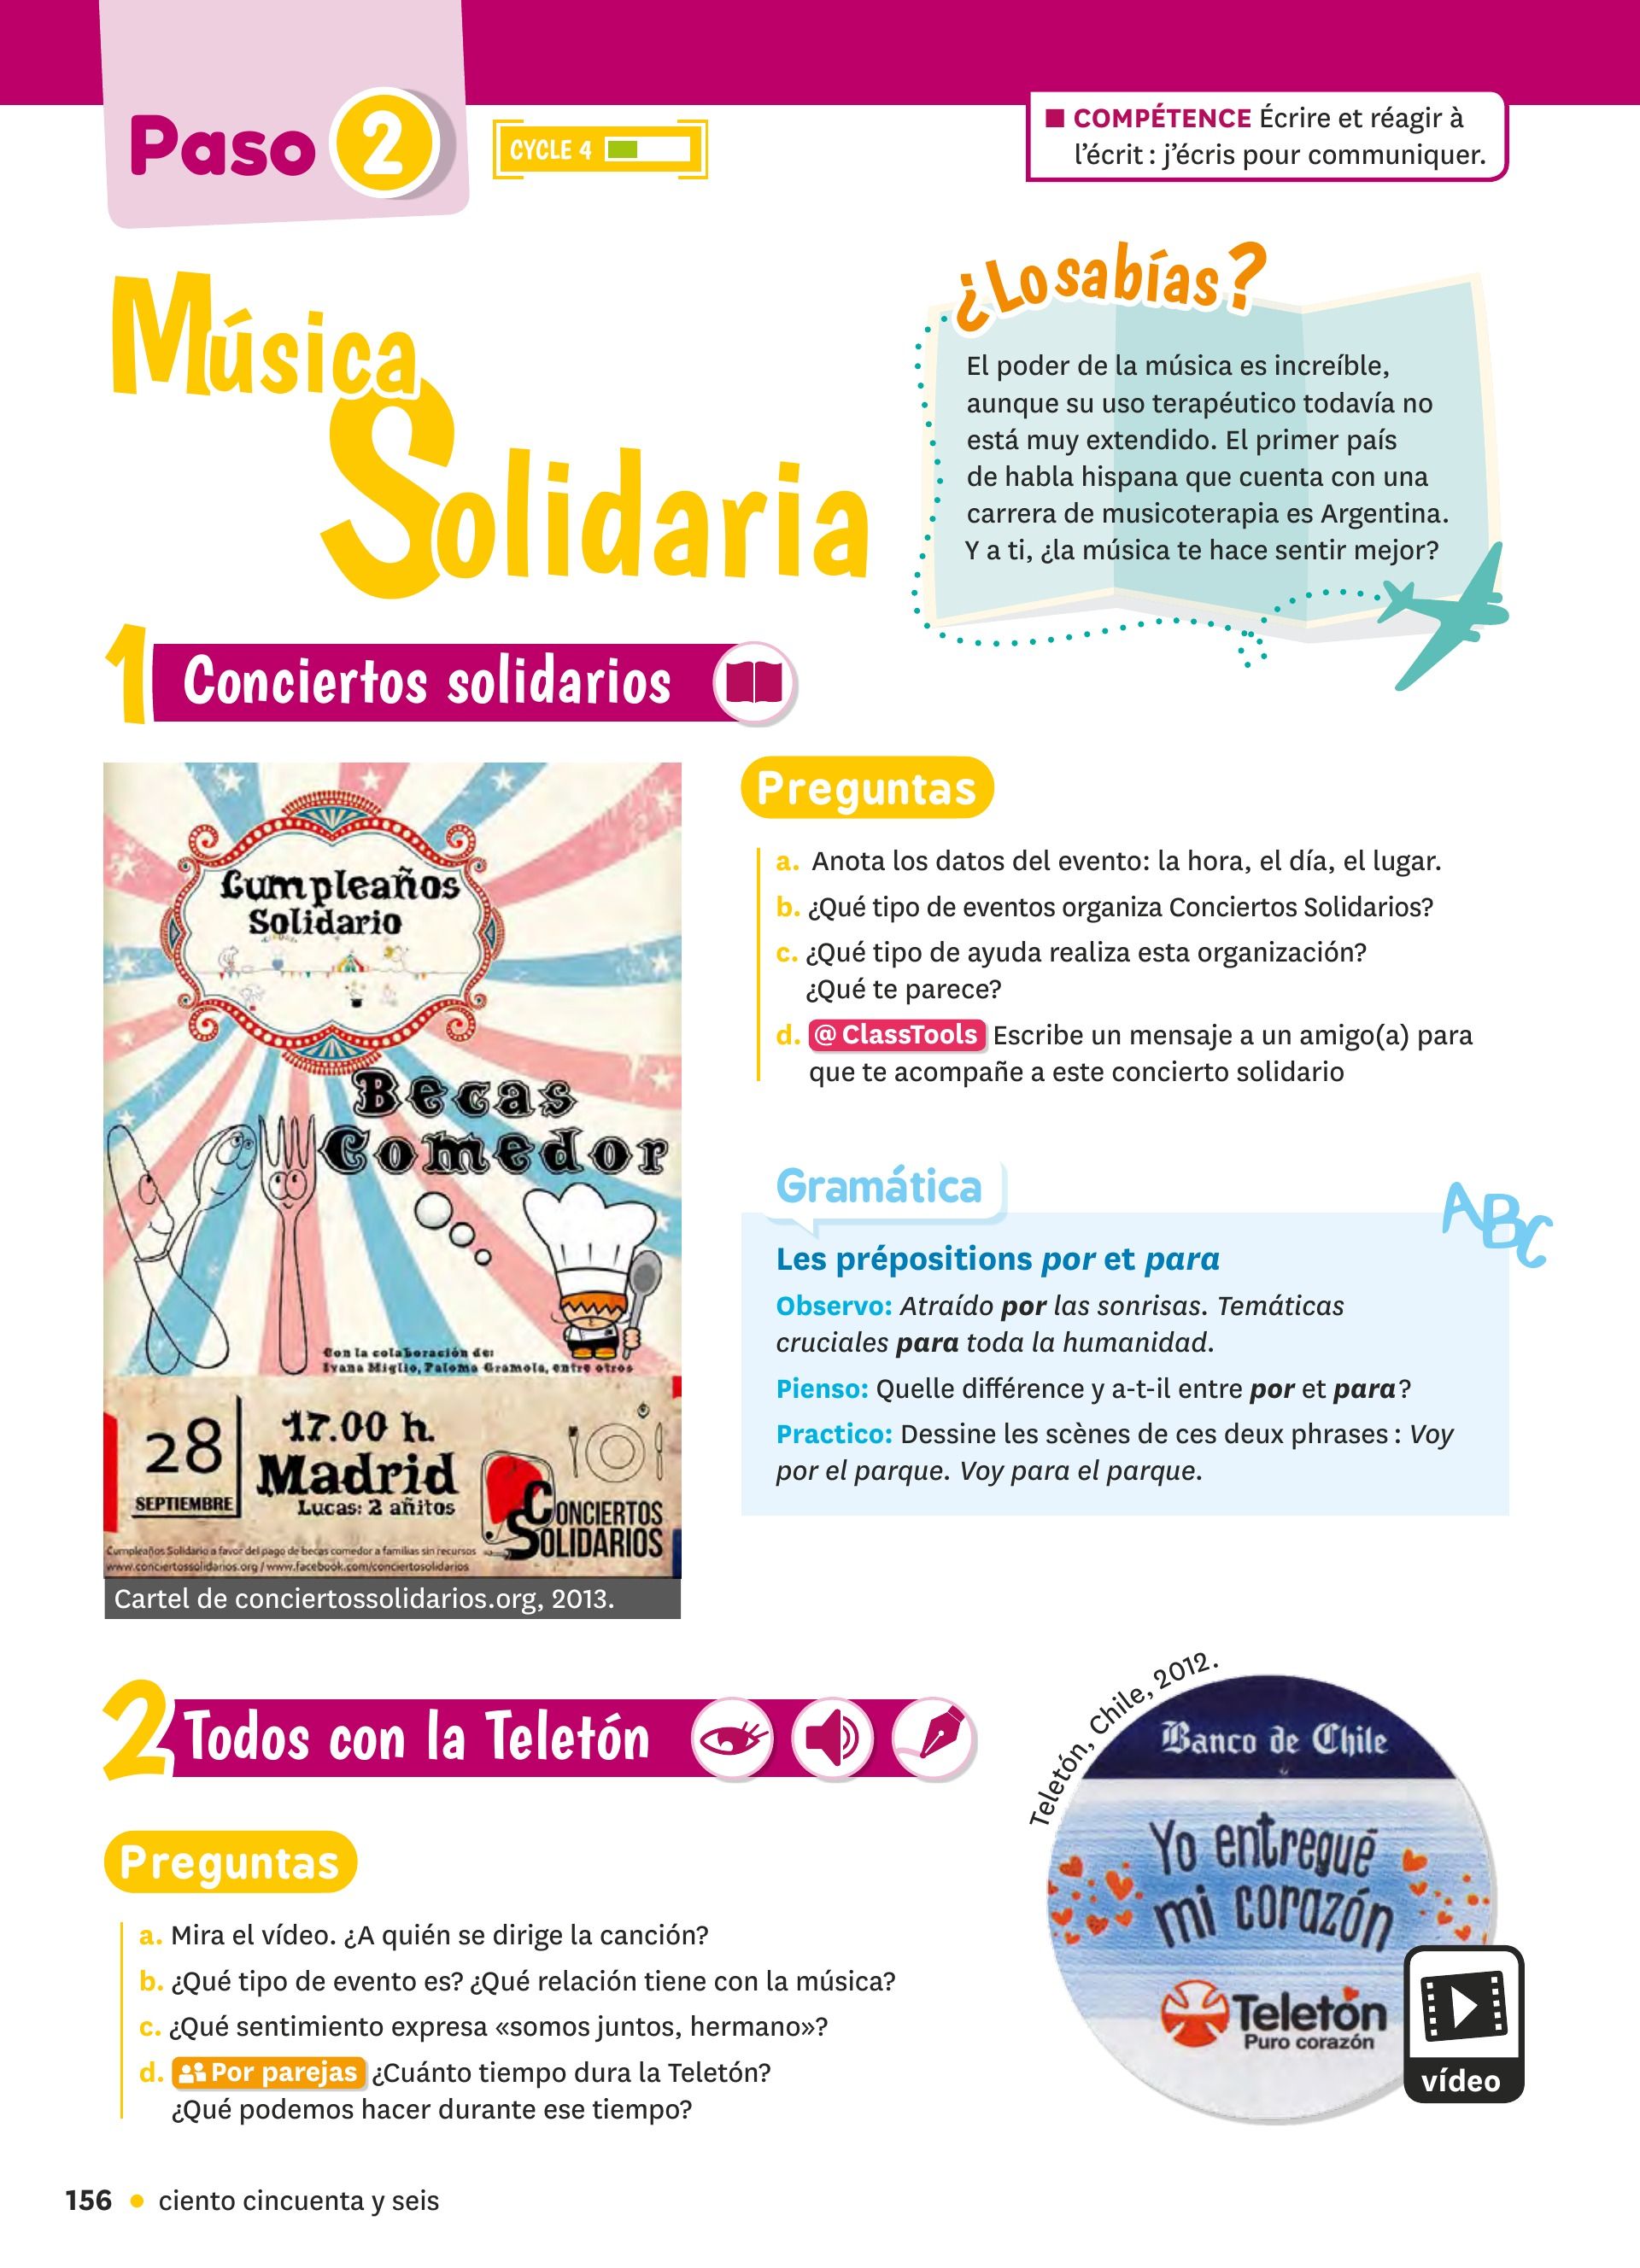 Paso 2
CYCLE 4
■ COMPÉTENCE Écrire et réagir à
l'écrit : j'écris pour communiquer.
Música
Solidaria
¿Lo sabías?
El poder de la música es increíble,
aunque su uso terapéutico todavía no
está muy extendido. El primer país
de habla hispana que cuenta con una
carrera de musicoterapia es Argentina.
Y a ti, ¿la música te hace sentir mejor?
1 Conciertos solidarios
Cumpleaños
Solidario
Becas
Comedor
Con la colaboración de:
Ivana Miglio, Paloma Gramola, entre otros
28
SEPTIEMBRE
17.00 h.
Madrid
Lucas: 2 añitos
CONCIERTOS
SOLIDARIOS
Cumpleaños Solidario a favor del pago de becas comedor a familias sin recursos
www.conciertossolidarios.org / www.facebook.com/conciertosolidarios
Cartel de conciertossolidarios.org, 2013.
Preguntas
a. Anota los datos del evento: la hora, el día, el lugar.
b. ¿Qué tipo de eventos organiza Conciertos Solidarios?
c. ¿Qué tipo de ayuda realiza esta organización?
¿Qué te parece?
d. @ ClassTools Escribe un mensaje a un amigo(a) para
que te acompañe a este concierto solidario
Gramática
ABC
Les prépositions por et para
Observo: Atraído por las sonrisas. Temáticas
cruciales para toda la humanidad.
Pienso: Quelle différence y a-t-il entre por et para ?
Practico: Dessine les scènes de ces deux phrases : Voy
por el parque. Voy para el parque.
2 Todos con la Teletón
Preguntas
a. Mira el vídeo. ¿A quién se dirige la canción?
b. ¿Qué tipo de evento es? ¿Qué relación tiene con la música?
c. ¿Qué sentimiento expresa «somos juntos, hermano»?
d. Por parejas ¿Cuánto tiempo dura la Teletón?
¿Qué podemos hacer durante ese tiempo?
Teletón, Chile, 2012.
Banco de Chile
Yo entregué
mi corazón
Teletón
Puro corazón
vídeo
156 • ciento cincuenta y seis